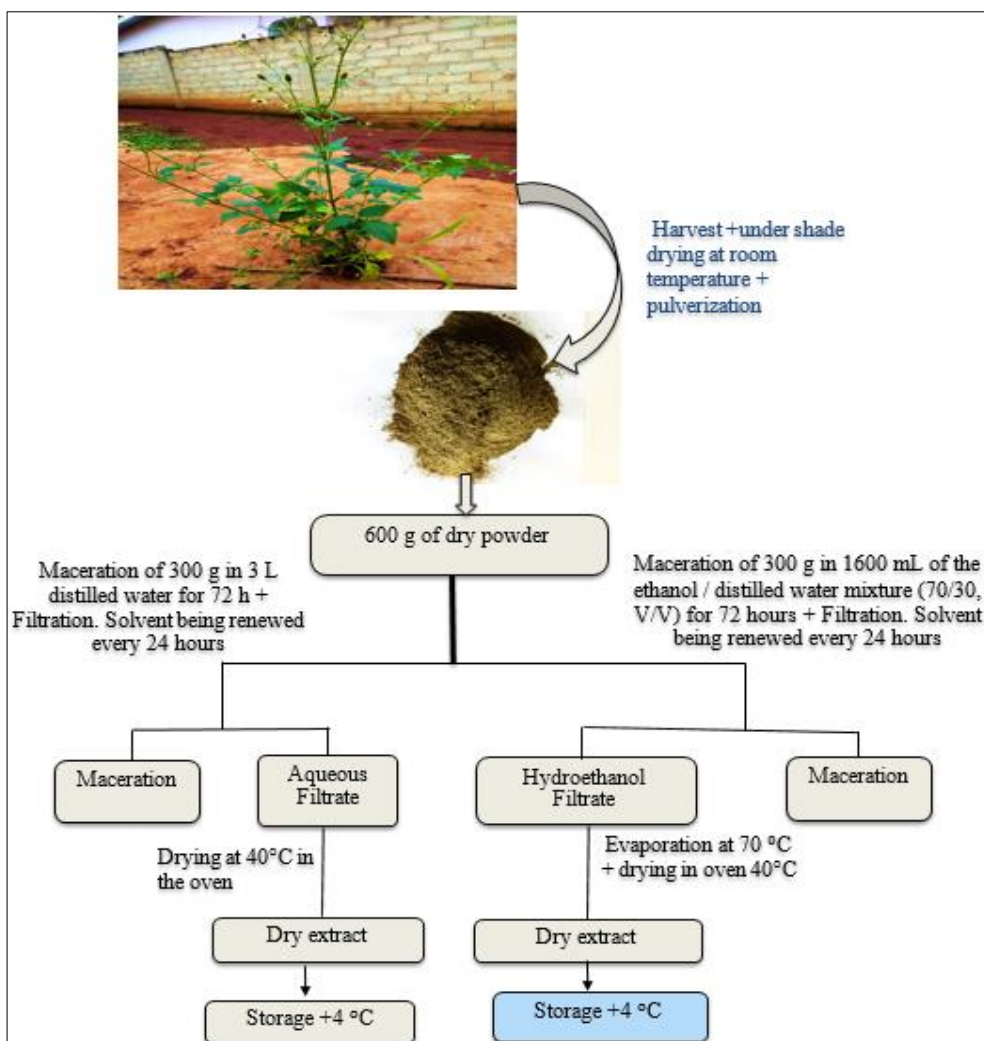 Harvest +under shade
drying at room
temperature +
pulverization
600 g of dry powder
Maceration of 300 g in 3 L
distilled water for 72 h +
Filtration. Solvent being renewed
every 24 hours
Maceration of 300 g in 1600 mL of the
ethanol / distilled water mixture (70/30,
V/V) for 72 hours + Filtration. Solvent
being renewed every 24 hours
Maceration
Aqueous
Filtrate
Hydroethanol
Filtrate
Maceration
Drying at 40°C in
the oven
Evaporation at 70 °C
+ drying in oven 40°C
Dry extract
Dry extract
Storage +4 °C
Storage +4 °C